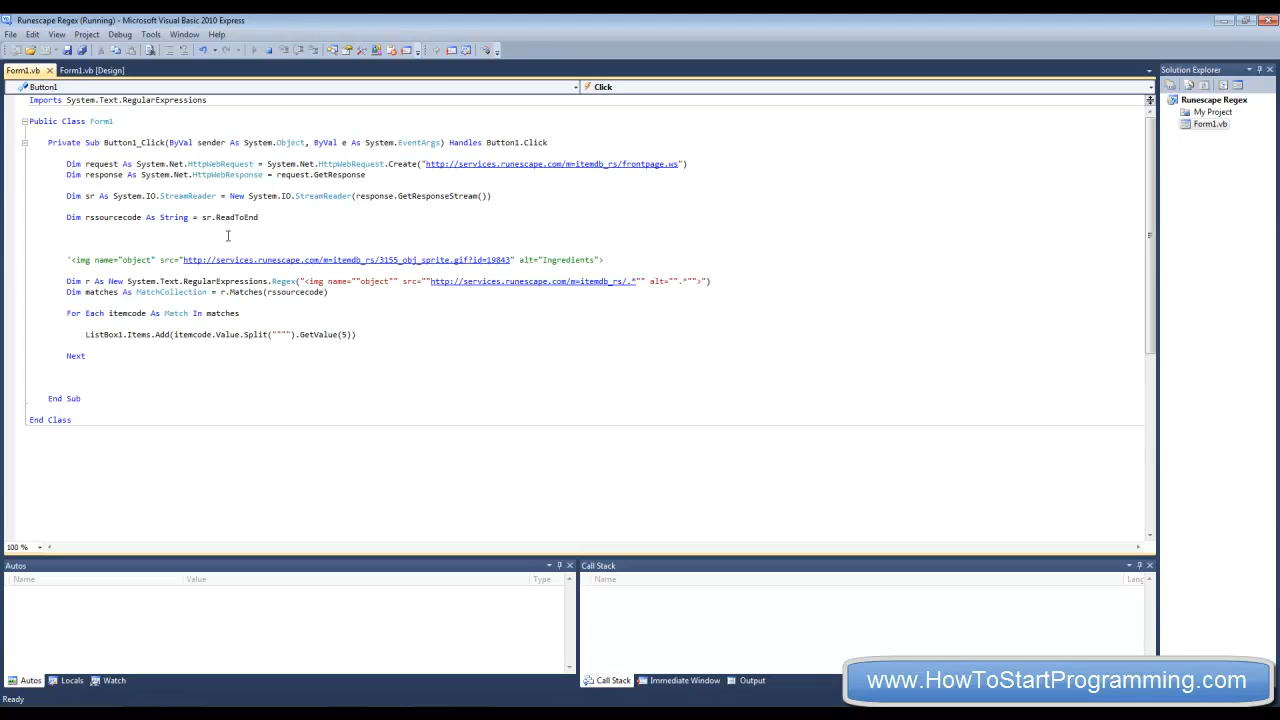 Runescape Regex (Running) - Microsoft Visual Basic 2010 Express
File Edit View Project Debug Tools Window Help
Form1.vb Form1.vb [Design]
Solution Explorer
Button1 Click
Runescape Regex
My Project
Form1.vb
Imports System.Text.RegularExpressions
Public Class Form1
Private Sub Button1_Click(ByVal sender As System.Object, ByVal e As System.EventArgs) Handles Button1.Click
Dim request As System.Net.HttpWebRequest = System.Net.HttpWebRequest.Create("http://services.runescape.com/m=itemdb_rs/frontpage.ws")
Dim response As System.Net.HttpWebResponse = request.GetResponse
Dim sr As System.IO.StreamReader = New System.IO.StreamReader(response.GetResponseStream())
Dim rssourcecode As String = sr.ReadToEnd
'<img name="object" src="http://services.runescape.com/m=itemdb_rs/3155_obj_sprite.gif?id=19843" alt="Ingredients">
Dim r As New System.Text.RegularExpressions.Regex("<img name=""object"" src=""http://services.runescape.com/m=itemdb_rs/.*"" alt="".*"">")
Dim matches As MatchCollection = r.Matches(rssourcecode)
For Each itemcode As Match In matches
ListBox1.Items.Add(itemcode.Value.Split("""").GetValue(5))
Next
End Sub
End Class
100 %
Autos
Name Value Type
Call Stack
Name Lang
Autos Locals Watch
Call Stack Immediate Window Output
Ready
www.HowToStartProgramming.com